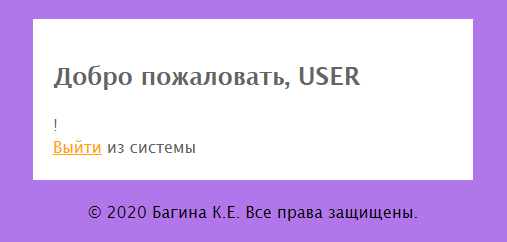 Добро пожаловать, USER
!
Выйти из системы
© 2020 Багина К.Е. Все права защищены.